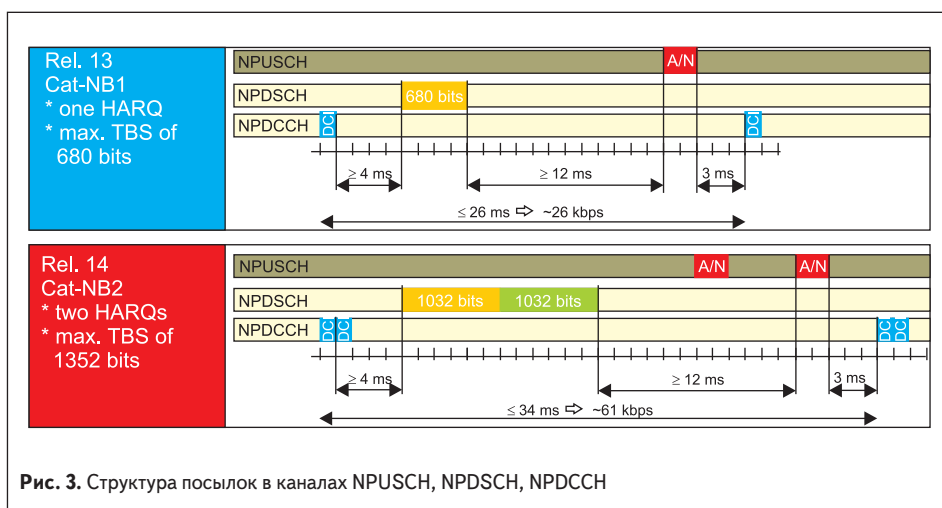 Rel. 13
Cat-NB1
* one HARQ
* max. TBS of
680 bits
NPUSCH
A/N
NPDSCH
680 bits
NPDCCH
DCI
DCI
≥ 4 ms
≥ 12 ms
3 ms
≤ 26 ms ⇨ ~26 kbps
Rel. 14
Cat-NB2
* two HARQs
* max. TBS of
1352 bits
NPUSCH
A/N
A/N
NPDSCH
1032 bits
1032 bits
NPDCCH
DC
DC
DC
DC
≥ 4 ms
≥ 12 ms
3 ms
≤ 34 ms ⇨ ~61 kbps
Рис. 3. Структура посылок в каналах NPUSCH, NPDSCH, NPDCCH